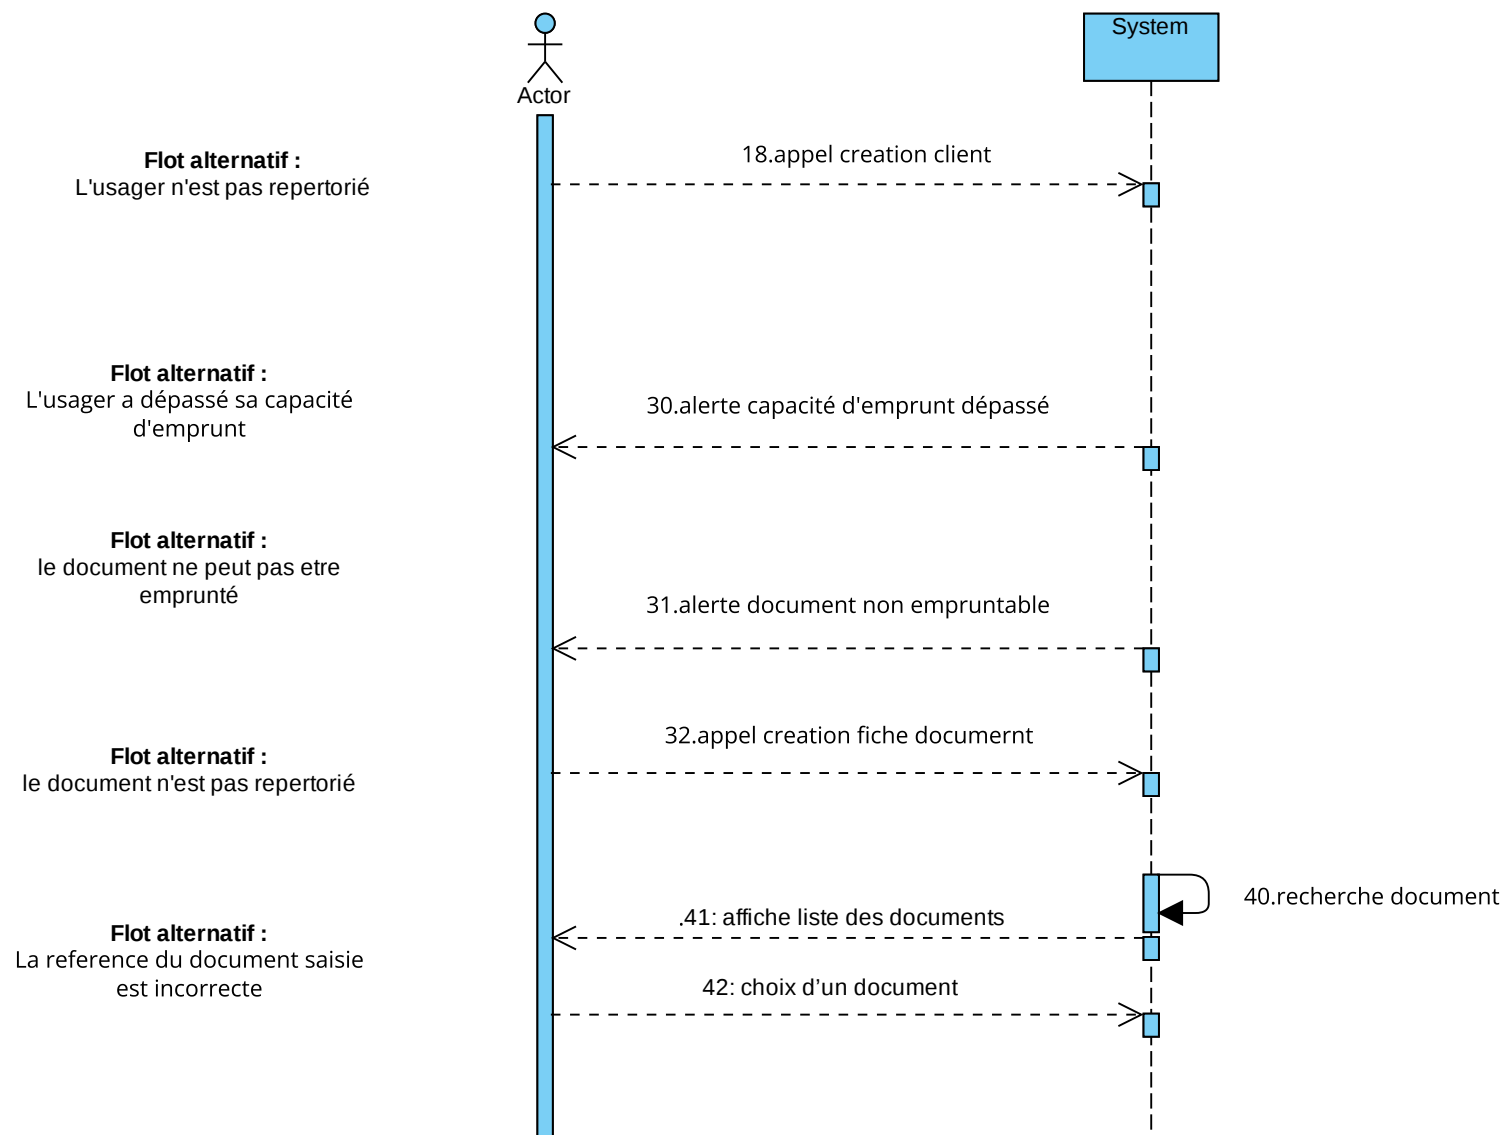 System
Actor
Flot alternatif :
L'usager n'est pas repertorié
18.appel creation client
Flot alternatif :
L'usager a dépassé sa capacité
d'emprunt
30.alerte capacité d'emprunt dépassé
Flot alternatif :
le document ne peut pas etre
emprunté
31.alerte document non empruntable
Flot alternatif :
le document n'est pas repertorié
32.appel creation fiche documernt
40.recherche document
.41: affiche liste des documents
Flot alternatif :
La reference du document saisie
est incorrecte
42: choix d’un document